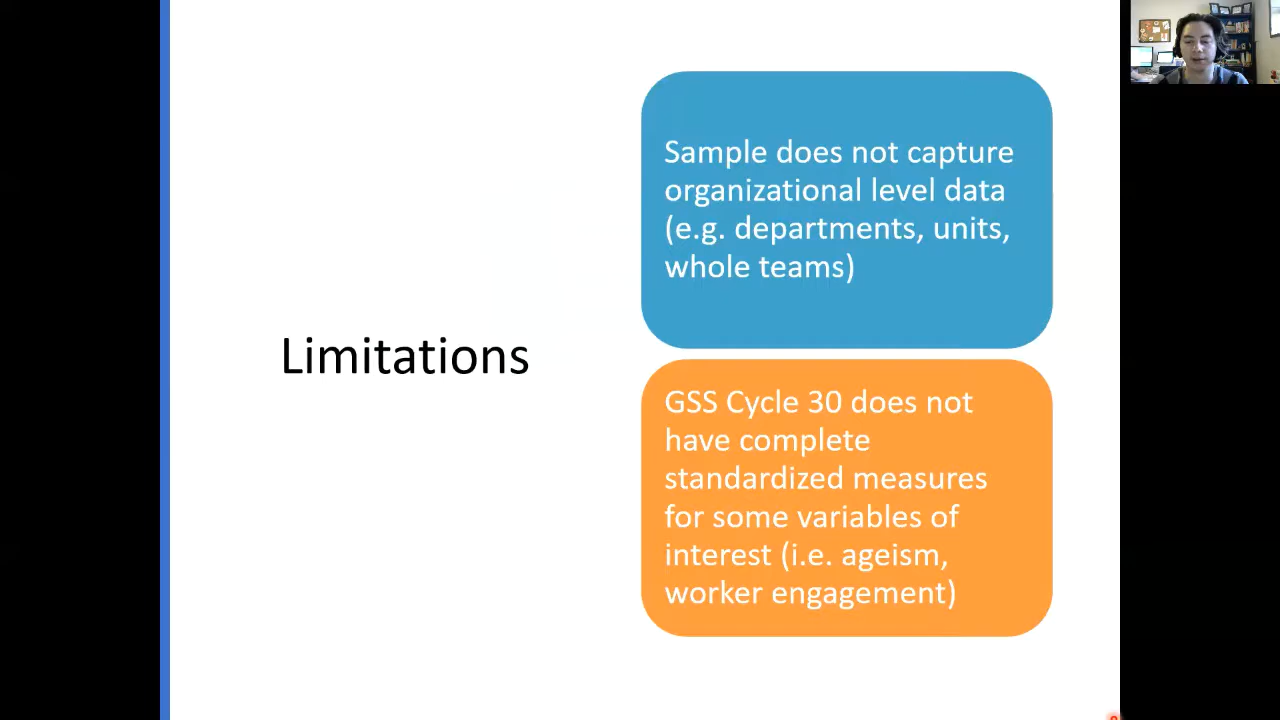 Limitations
Sample does not capture
organizational level data
(e.g. departments, units,
whole teams)
GSS Cycle 30 does not
have complete
standardized measures
for some variables of
interest (i.e. ageism,
worker engagement)